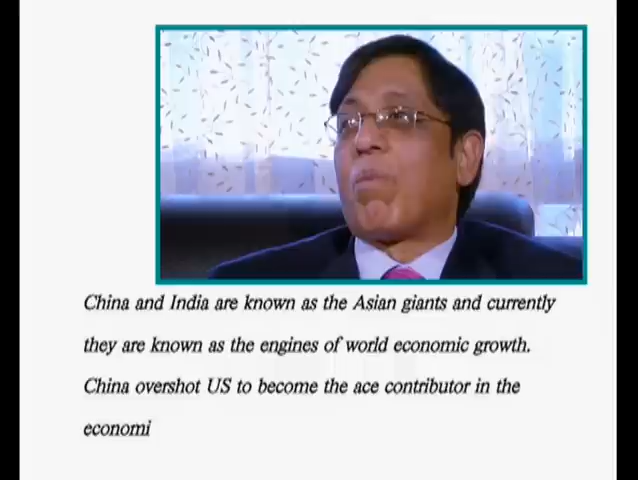 China and India are known as the Asian giants and currently
they are known as the engines of world economic growth.
China overshot US to become the ace contributor in the
economi